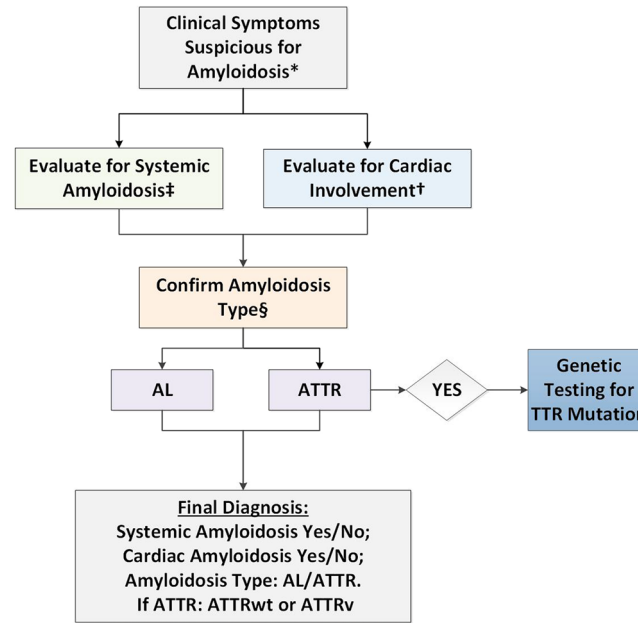 Clinical Symptoms
Suspicious for
Amyloidosis*
Evaluate for Systemic
Amyloidosis‡
Evaluate for Cardiac
Involvement†
Confirm Amyloidosis
Type§
AL
ATTR
YES
Genetic
Testing for
TTR Mutation
Final Diagnosis:
Systemic Amyloidosis Yes/No;
Cardiac Amyloidosis Yes/No;
Amyloidosis Type: AL/ATTR.
If ATTR: ATTRwt or ATTRv